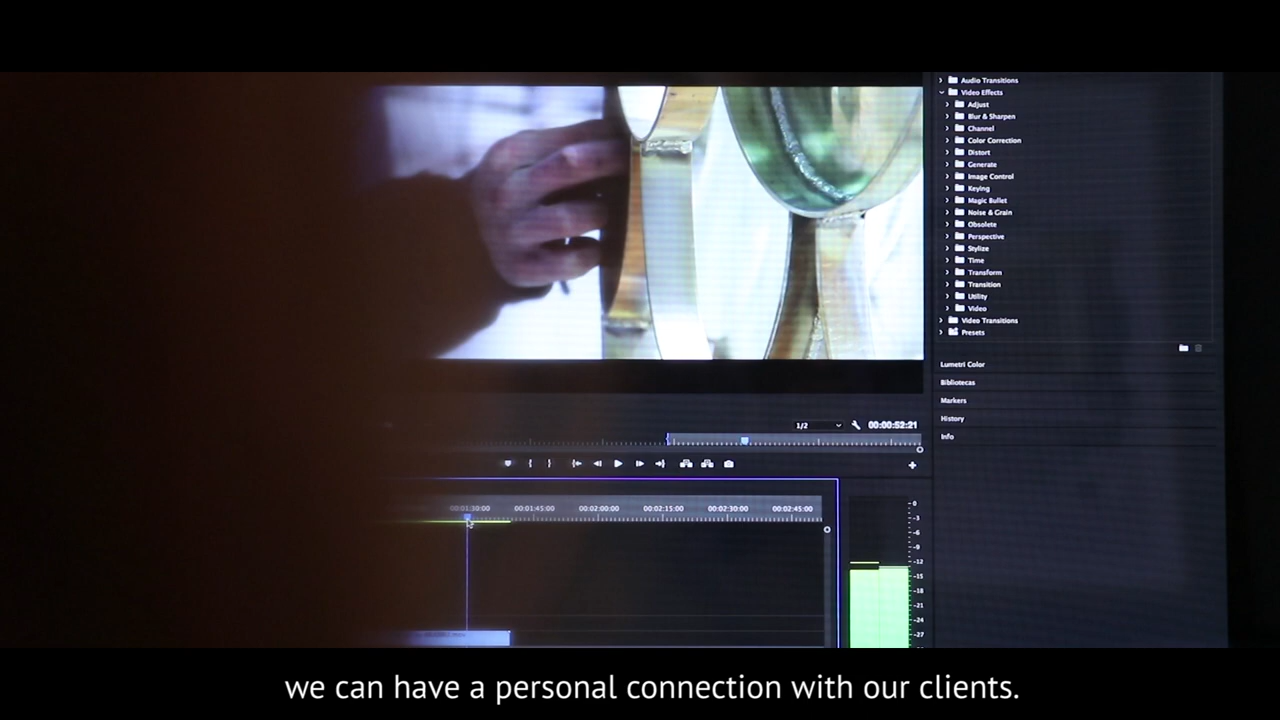 Audio Transitions
Video Effects
Adjust
Blur & Sharpen
Channel
Color Correction
Distort
Generate
Image Control
Keying
Magic Bullet
Noise & Grain
Obsolete
Perspective
Stylize
Time
Transform
Transition
Utility
Video
Video Transitions
Presets
Lumetri Color
Bibliotecas
Markers
History
Info
1/2 00:00:52:21
00:01:30:00 00:01:45:00 00:02:00:00 00:02:15:00 00:02:30:00 00:02:45:00
0
-3
-6
-9
-12
-15
-18
-21
-24
-27
we can have a personal connection with our clients.